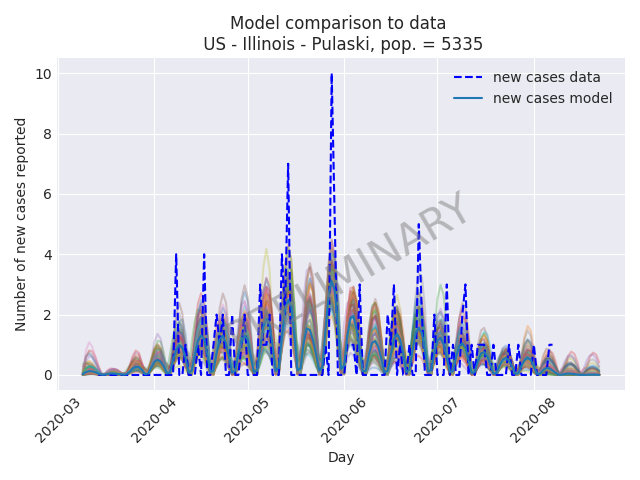 Model comparison to data
US - Illinois - Pulaski, pop. = 5335
Number of new cases reported
10
8
6
4
2
0
new cases data
new cases model
PRELIMINARY
2020-03
2020-04
2020-05
2020-06
2020-07
2020-08
Day